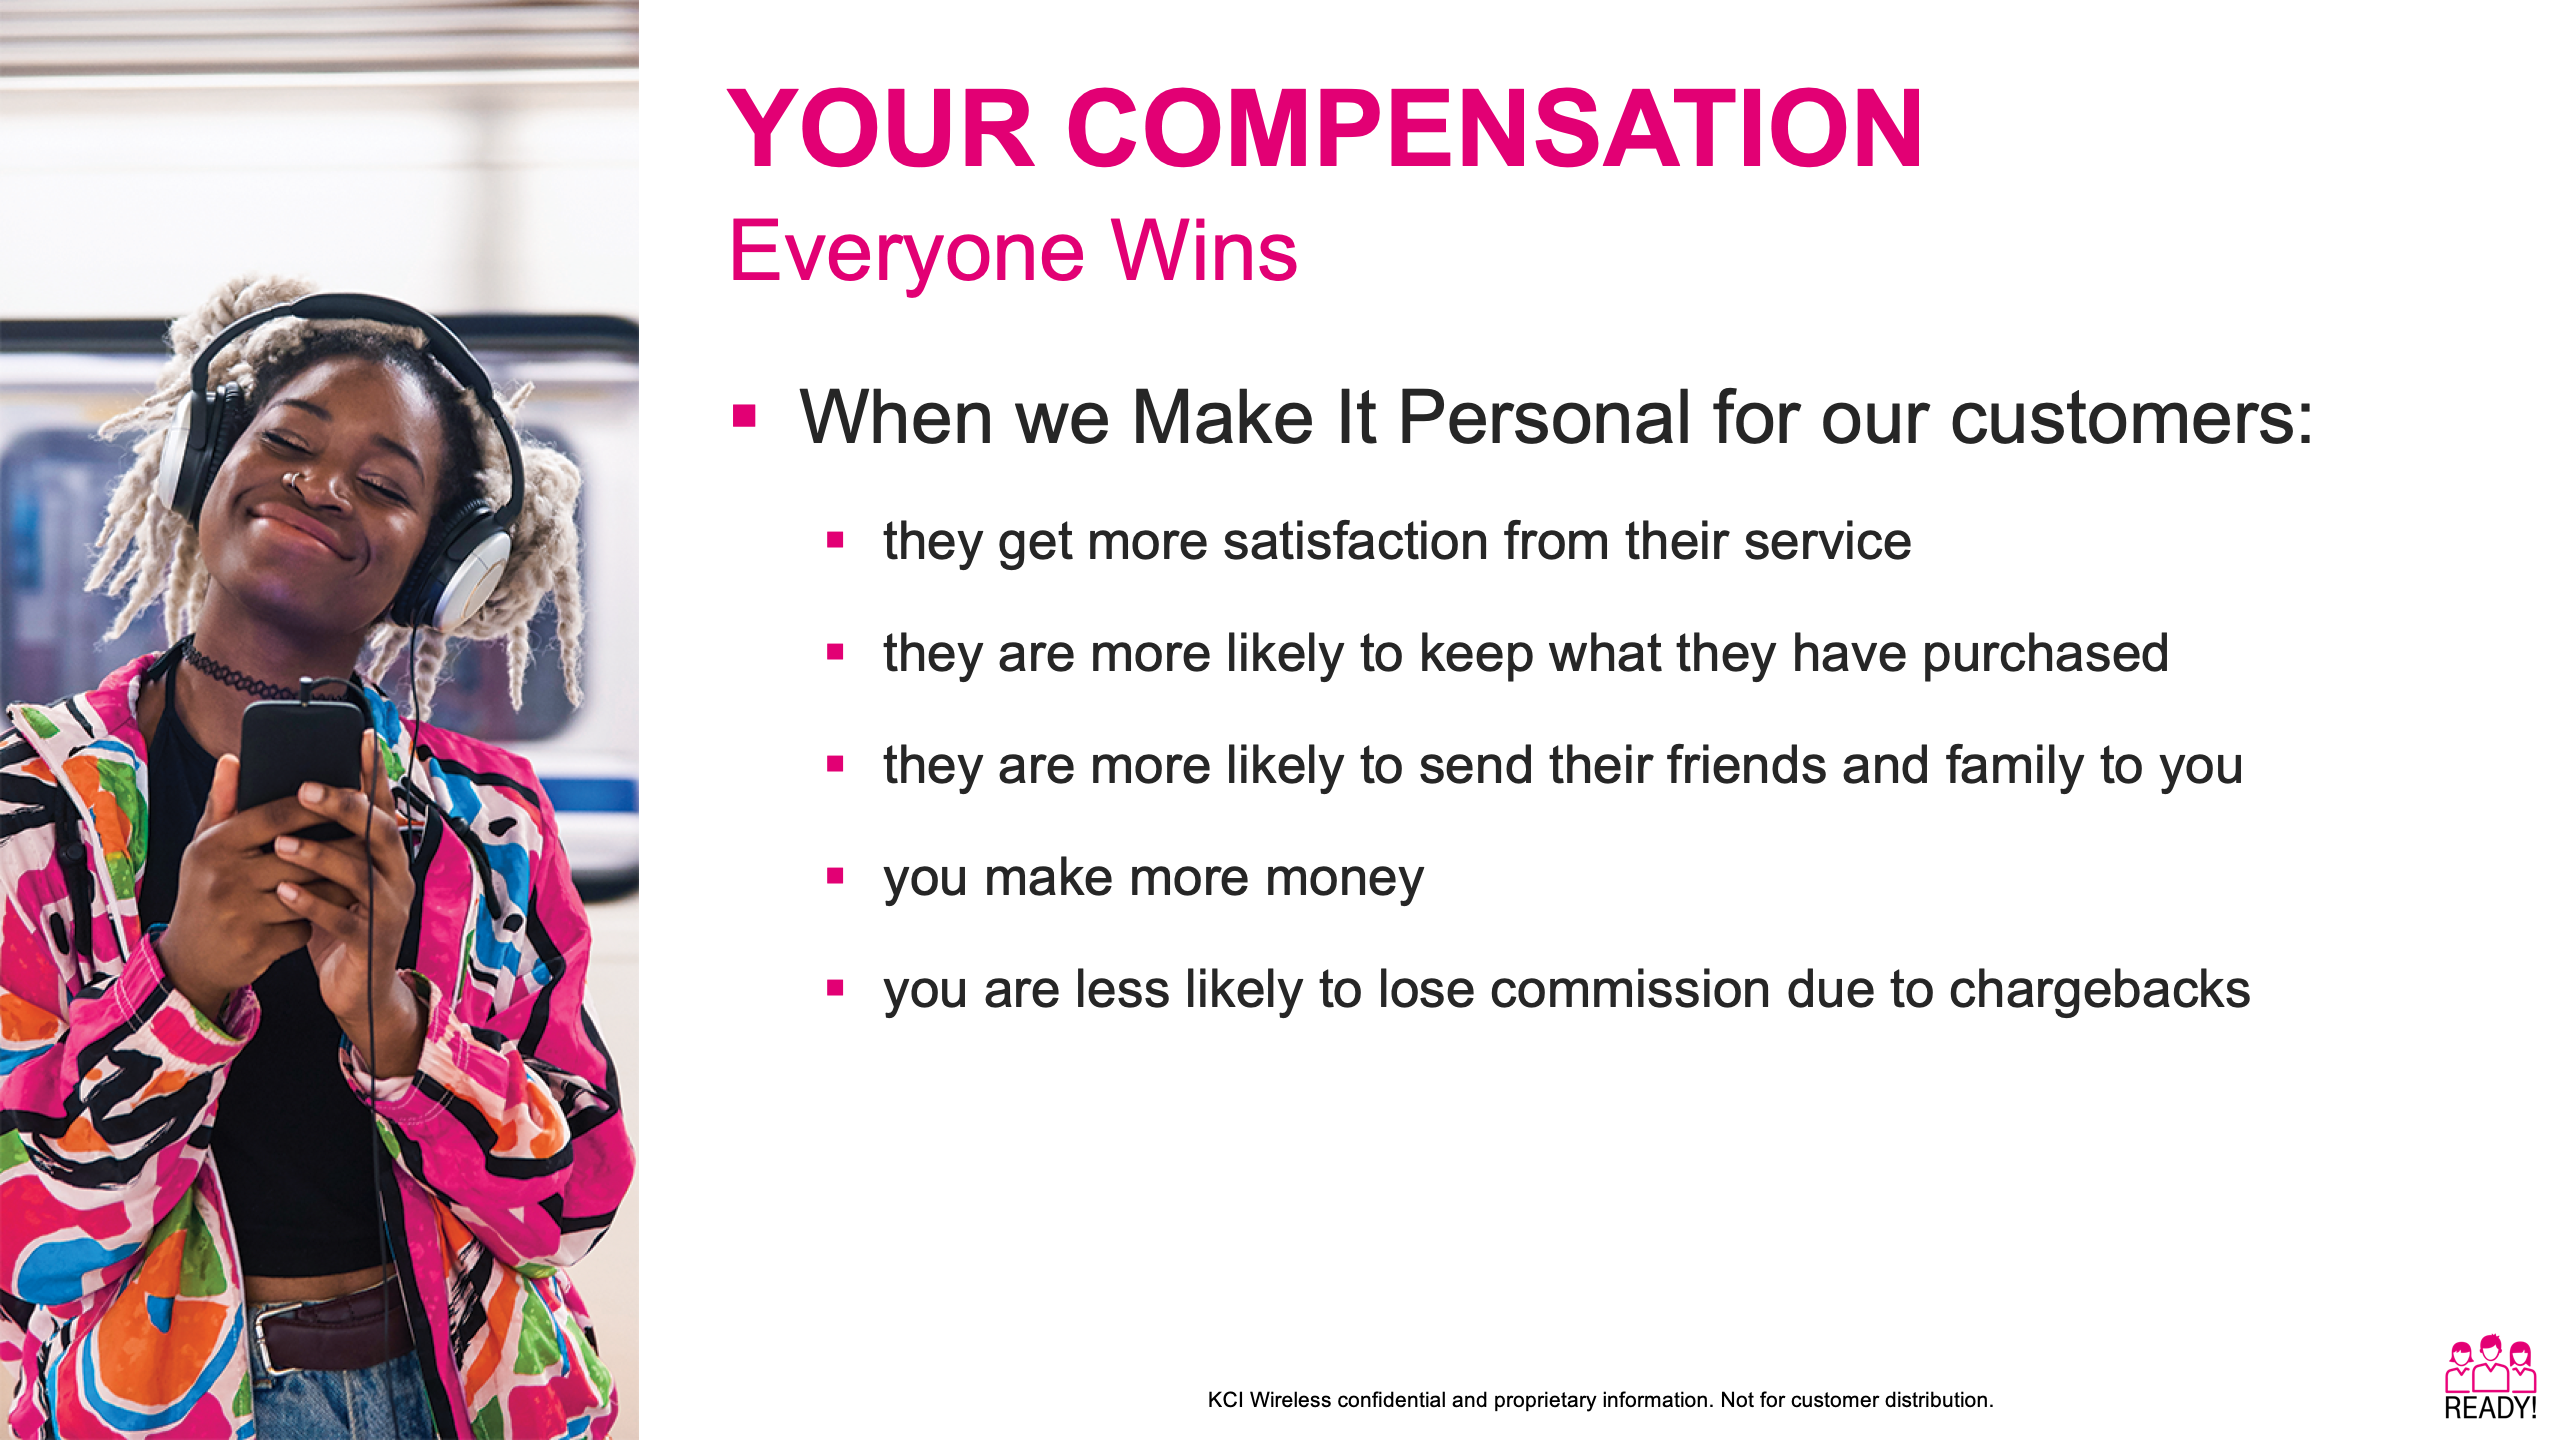 YOUR COMPENSATION
Everyone Wins
▪ When we Make It Personal for our customers:
▪ they get more satisfaction from their service
▪ they are more likely to keep what they have purchased
▪ they are more likely to send their friends and family to you
▪ you make more money
▪ you are less likely to lose commission due to chargebacks
KCI Wireless confidential and proprietary information. Not for customer distribution.
READY!